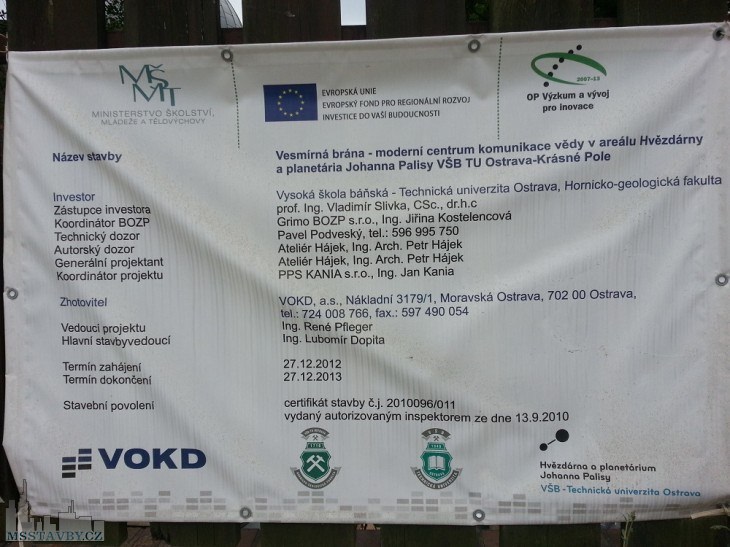 MŠMT
MINISTERSTVO ŠKOLSTVÍ,
MLÁDEŽE A TĚLOVÝCHOVY
EVROPSKÁ UNIE
EVROPSKÝ FOND PRO REGIONÁLNÍ ROZVOJ
INVESTICE DO VAŠÍ BUDOUCNOSTI
2007-13
OP Výzkum a vývoj
pro inovace
Název stavby Vesmírná brána - moderní centrum komunikace vědy v areálu Hvězdárny
a planetária Johanna Palisy VŠB TU Ostrava-Krásné Pole
Investor Vysoká škola báňská - Technická univerzita Ostrava, Hornicko-geologická fakulta
Zástupce investora prof. Ing. Vladimír Slivka, CSc., dr.h.c
Koordinátor BOZP Grimo BOZP s.r.o., Ing. Jiřina Kostelencová
Technický dozor Pavel Podveský, tel.: 596 995 750
Autorský dozor Ateliér Hájek, Ing. Arch. Petr Hájek
Generální projektant Ateliér Hájek, Ing. Arch. Petr Hájek
Koordinátor projektu PPS KANIA s.r.o., Ing. Jan Kania
Zhotovitel VOKD, a.s., Nákladní 3179/1, Moravská Ostrava, 702 00 Ostrava,
tel.: 724 008 766, fax.: 597 490 054
Vedoucí projektu Ing. René Pfleger
Hlavní stavbyvedoucí Ing. Lubomír Dopita
Termín zahájení 27.12.2012
Termín dokončení 27.12.2013
Stavební povolení certifikát stavby č.j. 2010096/011
vydaný autorizovaným inspektorem ze dne 13.9.2010
VOKD
Hvězdárna a planetárium
Johanna Palisy
VŠB - Technická univerzita Ostrava
MSSTAVBY.CZ